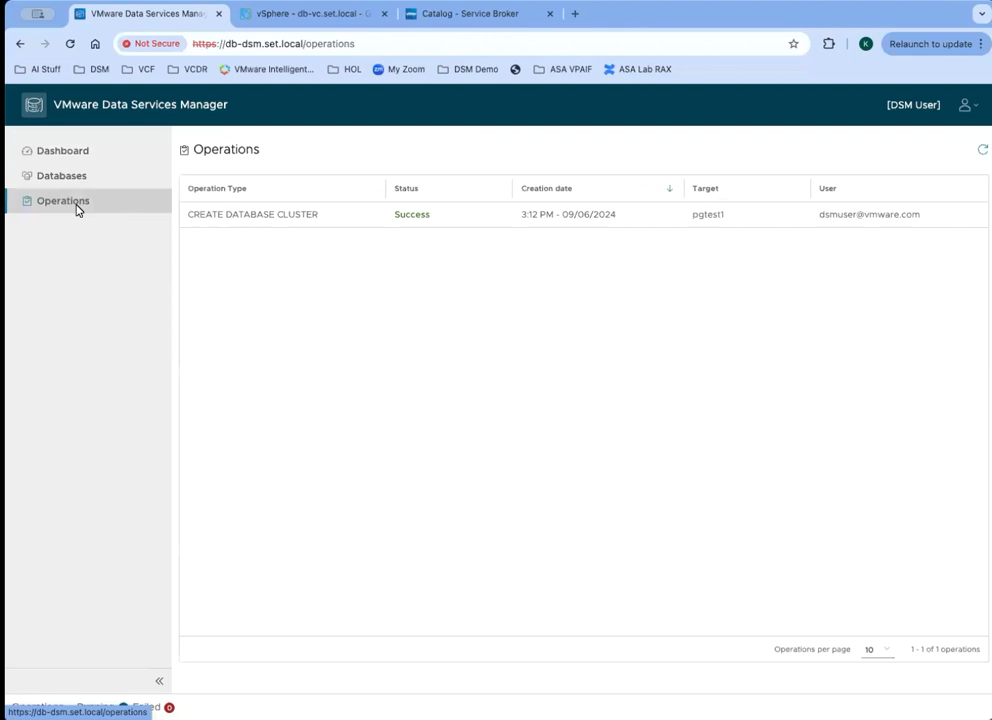 VMware Data Services Mana
vSphere - db-vc.set.local - G
Catalog - Service Broker
Not Secure
https://db-dsm.set.local/operations
K
Relaunch to update
AI Stuff
DSM
VCF
VCDR
VMware Intelligent...
HOL
My Zoom
DSM Demo
ASA VPAIF
ASA Lab RAX
VMware Data Services Manager
[DSM User]
Dashboard
Databases
Operations
Operations
Operation Type Status Creation date Target User
CREATE DATABASE CLUSTER Success 3:12 PM - 09/06/2024 pgtest1 dsmuser@vmware.com
Operations per page 10 1 - 1 of 1 operations
Failed 0
https://db-dsm.set.local/operations